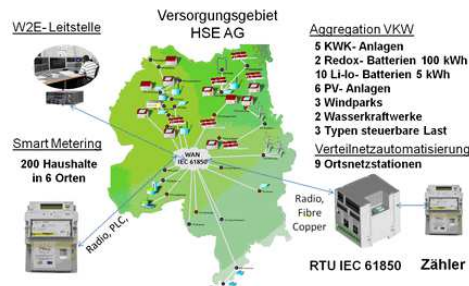 W2E- Leitstelle
Versorgungsgebiet
HSE AG
Aggregation VKW
5 KWK- Anlagen
2 Redox- Batterien 100 kWh
10 Li-Io- Batterien 5 kWh
6 PV- Anlagen
3 Windparks
2 Wasserkraftwerke
3 Typen steuerbare Last
Verteilnetzautomatisierung
9 Ortsnetzstationen
Smart Metering
200 Haushalte
in 6 Orten
WAN
IEC 61850
Radio, PLC,
Radio,
Fibre
Copper
RTU IEC 61850
Zähler